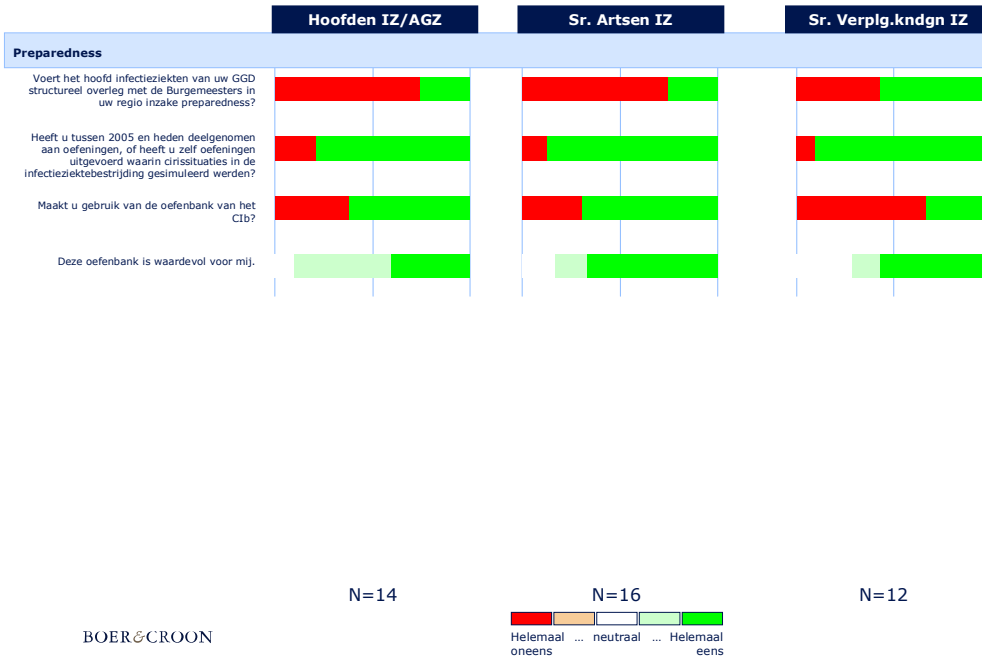 Hoofden IZ/AGZ
Sr. Artsen IZ
Sr. Verplg.kndgn IZ
Preparedness
Voert het hoofd infectieziekten van uw GGD
structureel overleg met de Burgemeesters in
uw regio inzake preparedness?
Heeft u tussen 2005 en heden deelgenomen
aan oefeningen, of heeft u zelf oefeningen
uitgevoerd waarin cirissituaties in de
infectieziektebestrijding gesimuleerd werden?
Maakt u gebruik van de oefenbank van het
CIb?
Deze oefenbank is waardevol voor mij.
N=14
N=16
N=12
Helemaal ... neutraal ... Helemaal
oneens eens
BOER&CROON